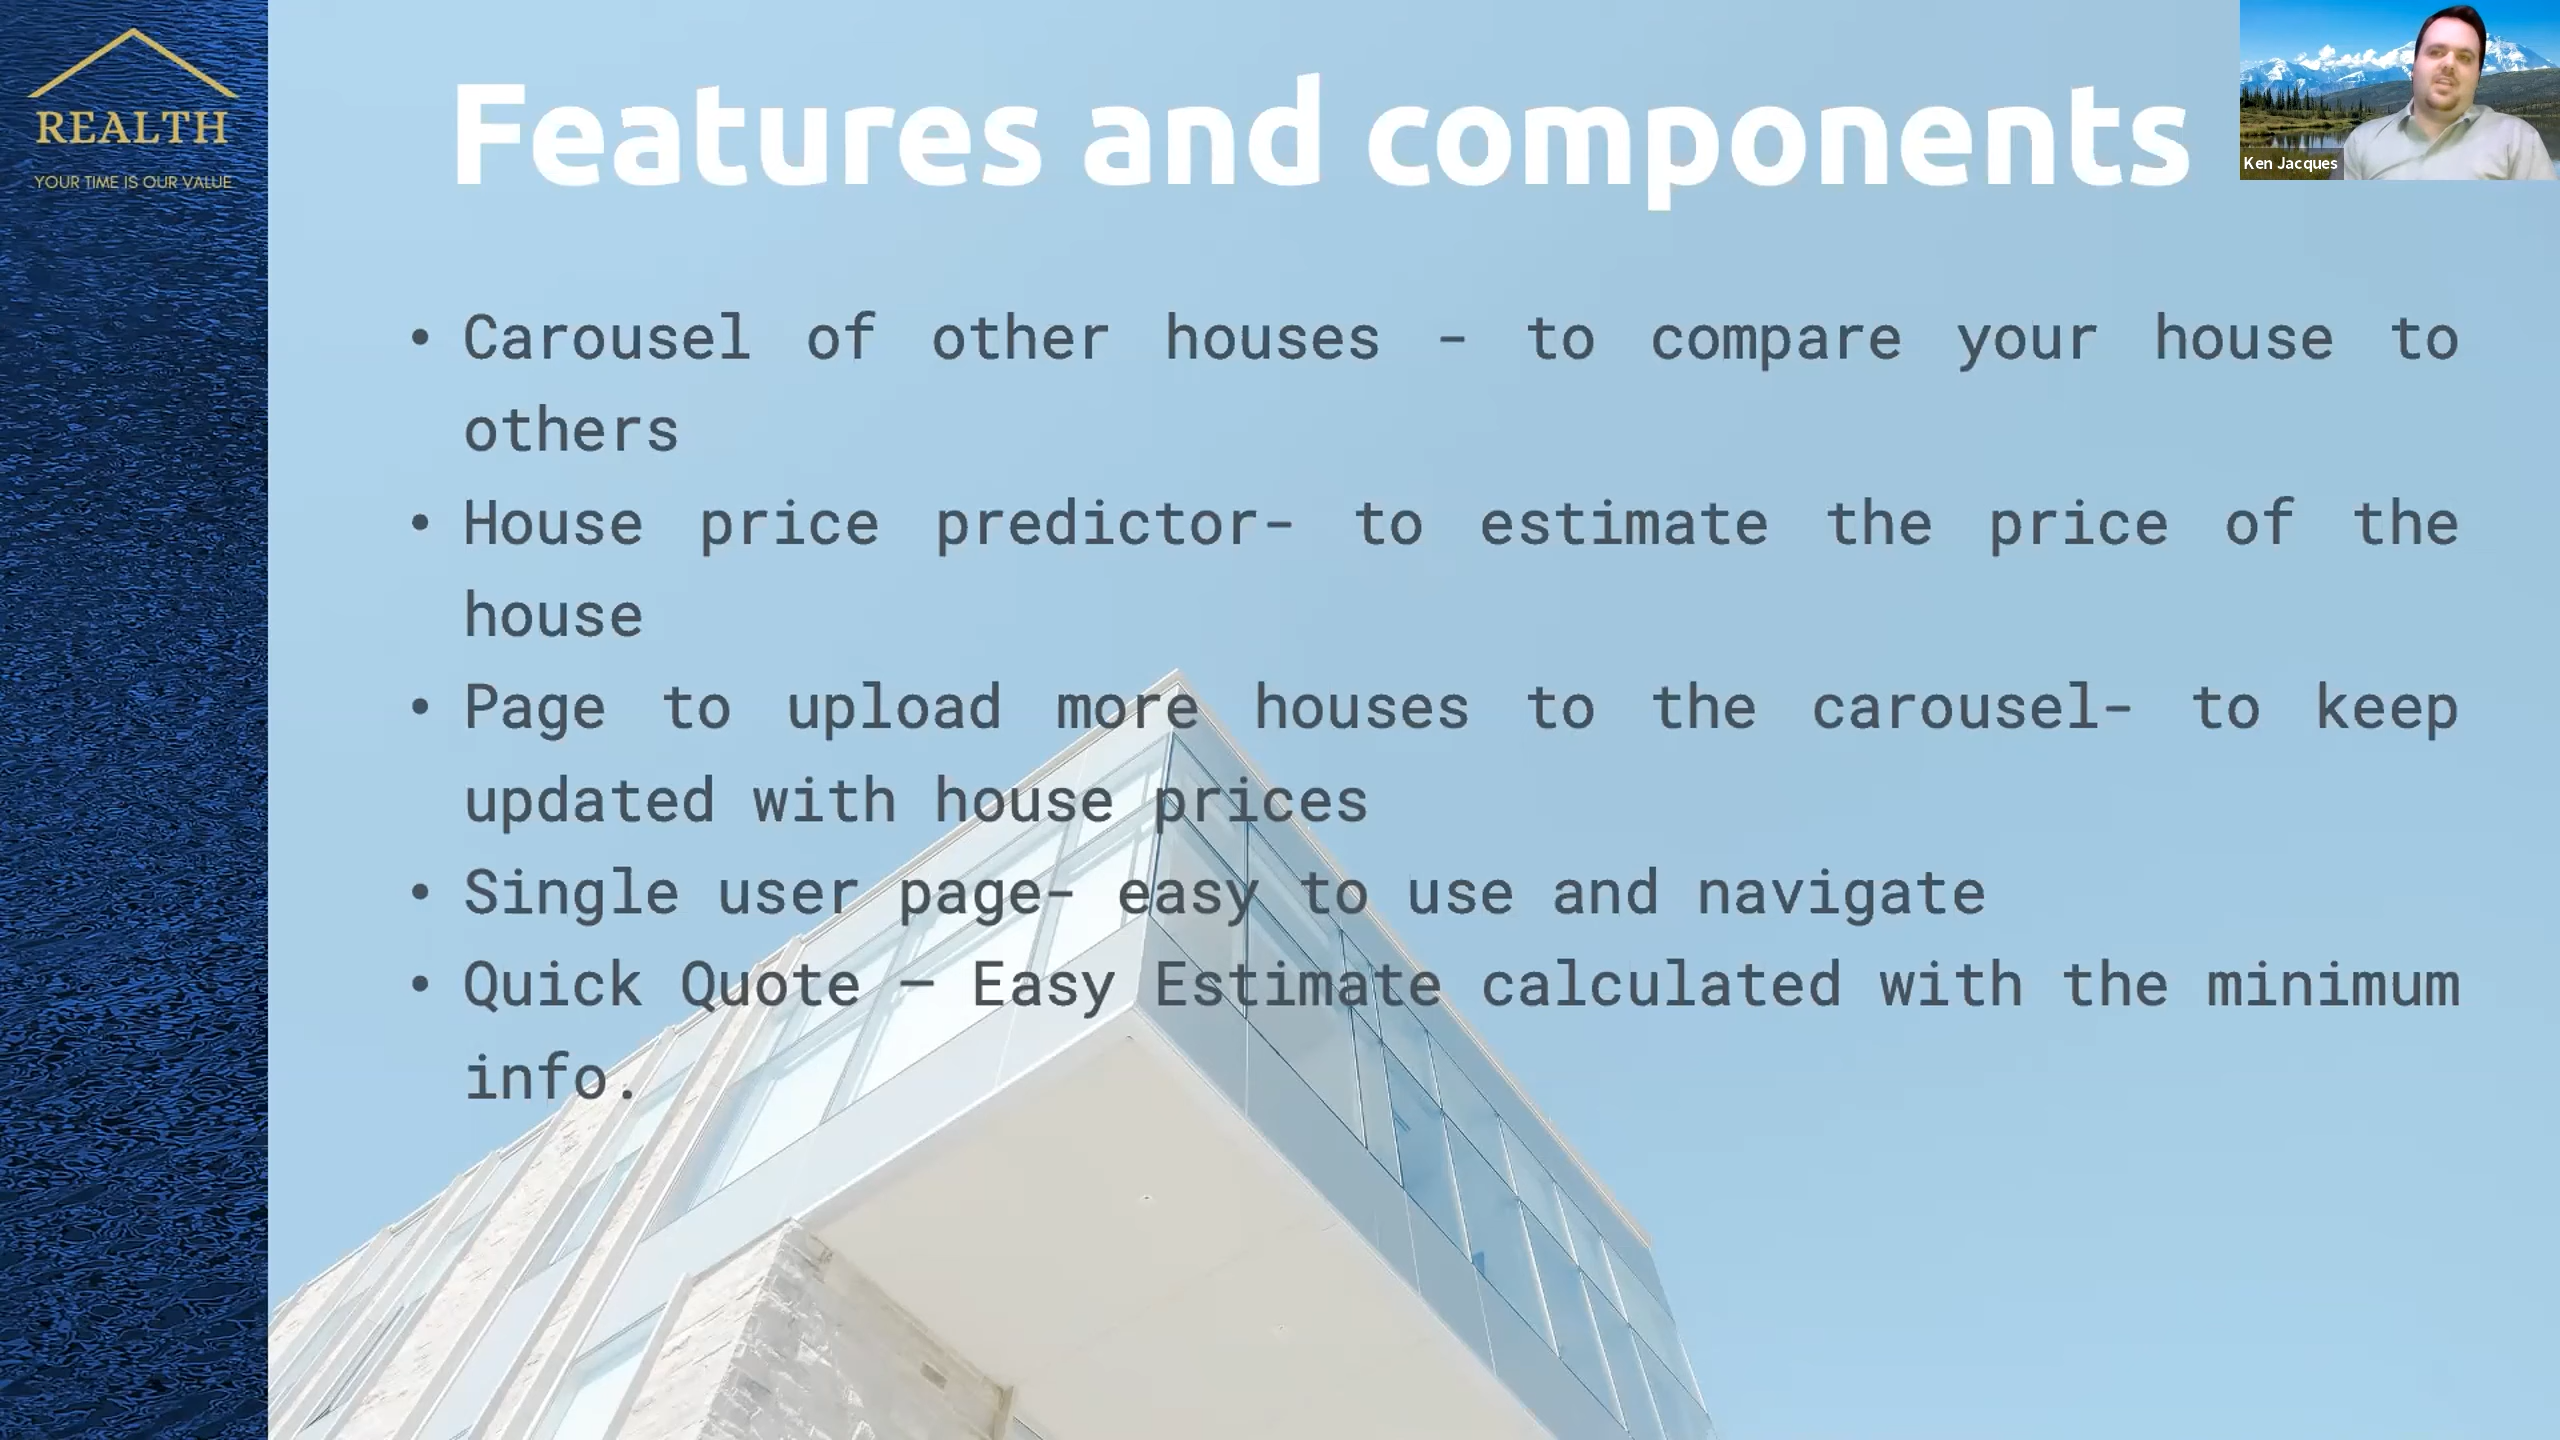 REALTH
YOUR TIME IS OUR VALUE
Features and components
Ken Jacques
• Carousel of other houses - to compare your house to
others
• House price predictor- to estimate the price of the
house
• Page to upload more houses to the carousel- to keep
updated with house prices
• Single user page- easy to use and navigate
• Quick Quote – Easy Estimate calculated with the minimum
info.